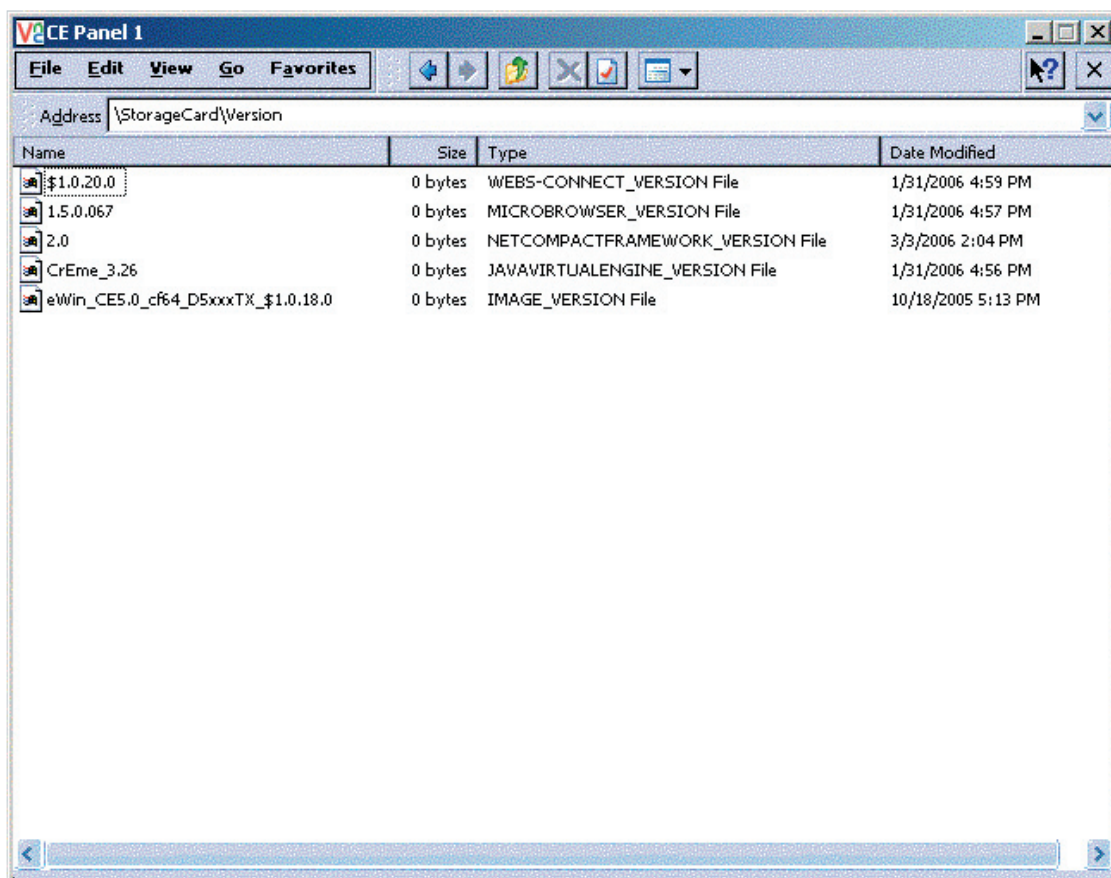 CE Panel 1
File Edit View Go Favorites
Address \StorageCard\Version
Name Size Type Date Modified
$1.0.20.0 0 bytes WEBS-CONNECT_VERSION File 1/31/2006 4:59 PM
1.5.0.067 0 bytes MICROBROWSER_VERSION File 1/31/2006 4:57 PM
2.0 0 bytes NETCOMPACTFRAMEWORK_VERSION File 3/3/2006 2:04 PM
CrEme_3.26 0 bytes JAVAVIRTUALENGINE_VERSION File 1/31/2006 4:56 PM
eWin_CE5.0_cf64_D5xxxTX_$1.0.18.0 0 bytes IMAGE_VERSION File 10/18/2005 5:13 PM